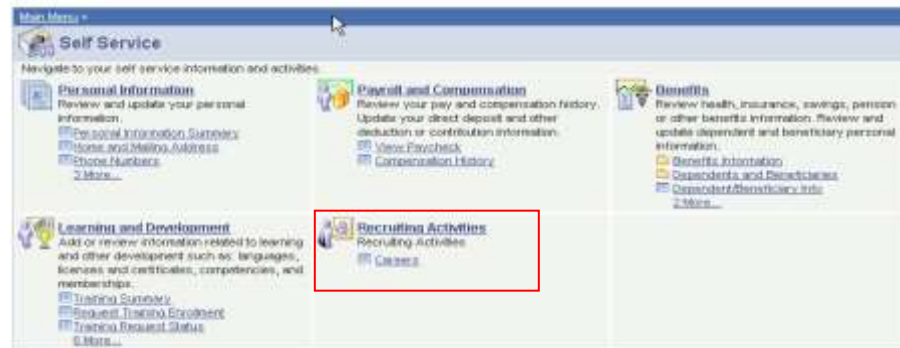 Main Menu >
Self Service
Navigate to your self service information and activities.
Personal Information
Review and update your personal
information.
Personal Information Summary
Home and Mailing Address
Phone Numbers
3 More...
Payroll and Compensation
Review your pay and compensation history.
Update your direct deposit and other
deduction or contribution information.
View Paycheck
Compensation History
Benefits
Review health, insurance, savings, pension
or other benefits information. Review and
update dependent and beneficiary personal
information.
Benefits Information
Dependents and Beneficiaries
Dependent/Beneficiary Info
2 More...
Learning and Development
Add or review information related to learning
and other development such as: languages,
licenses and certificates, competencies, and
memberships.
Training Summary
Request Training Enrollment
Training Request Status
6 More...
Recruiting Activities
Recruiting Activities
Careers